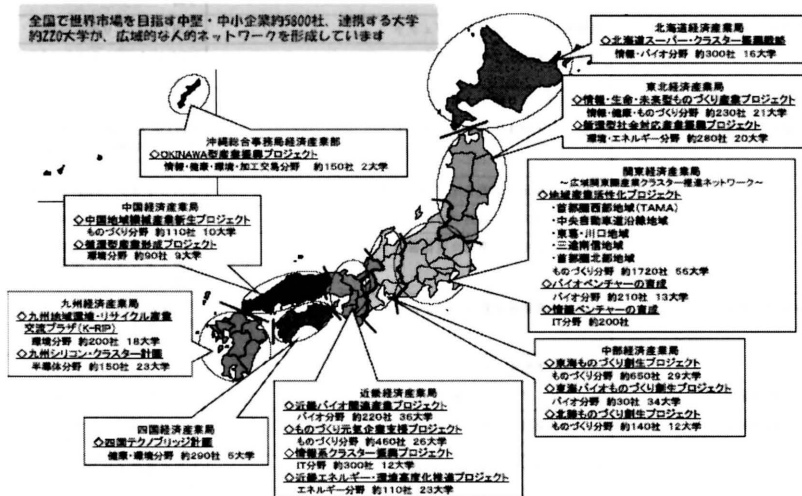 全国で世界市場を目指す中堅・中小企業約5800社、連携する大学
約220大学が、広域的な人的ネットワークを形成しています
北海道経済産業局
◇北海道スーパー・クラスター振興戦略
情報・バイオ分野 約300社 16大学
東北経済産業局
◇情報・生命・未来型ものづくり産業プロジェクト
情報・健康・ものづくり分野 約230社 21大学
◇循環型社会対応産業振興プロジェクト
環境・エネルギー分野 約280社 20大学
沖縄総合事務局経済産業部
◇OKINAWA型産業振興プロジェクト
情報・健康・環境・加工交易分野 約150社 2大学
関東経済産業局
～広域関東圏産業クラスター推進ネットワーク～
◇地域産業活性化プロジェクト
・首都圏西部地域(TAMA)
・中央自動車道沿線地域
・東葛・川口地域
・三遠南信地域
・首都圏北部地域
ものづくり分野 約1720社 56大学
◇バイオベンチャーの育成
バイオ分野 約210社 13大学
◇情報ベンチャーの育成
IT分野 約200社
中国経済産業局
◇中国地域機械産業新生プロジェクト
ものづくり分野 約110社 10大学
◇循環型産業形成プロジェクト
環境分野 約90社 9大学
九州経済産業局
◇九州地域環境・リサイクル産業
交流プラザ(K-RIP)
環境分野 約200社 18大学
◇九州シリコン・クラスター計画
半導体分野 約150社 23大学
中部経済産業局
◇東海ものづくり創生プロジェクト
ものづくり分野 約650社 29大学
◇東海バイオものづくり創生プロジェクト
バイオ分野 約30社 34大学
◇北陸ものづくり創生プロジェクト
ものづくり分野 約140社 12大学
近畿経済産業局
◇近畿バイオ関連産業プロジェクト
バイオ分野 約220社 36大学
◇ものづくり元気企業支援プロジェクト
ものづくり分野 約460社 26大学
◇情報系クラスター振興プロジェクト
IT分野 約300社 12大学
◇近畿エネルギー・環境高度化推進プロジェクト
エネルギー分野 約110社 23大学
四国経済産業局
◇四国テクノブリッジ計画
健康・環境分野 約290社 5大学